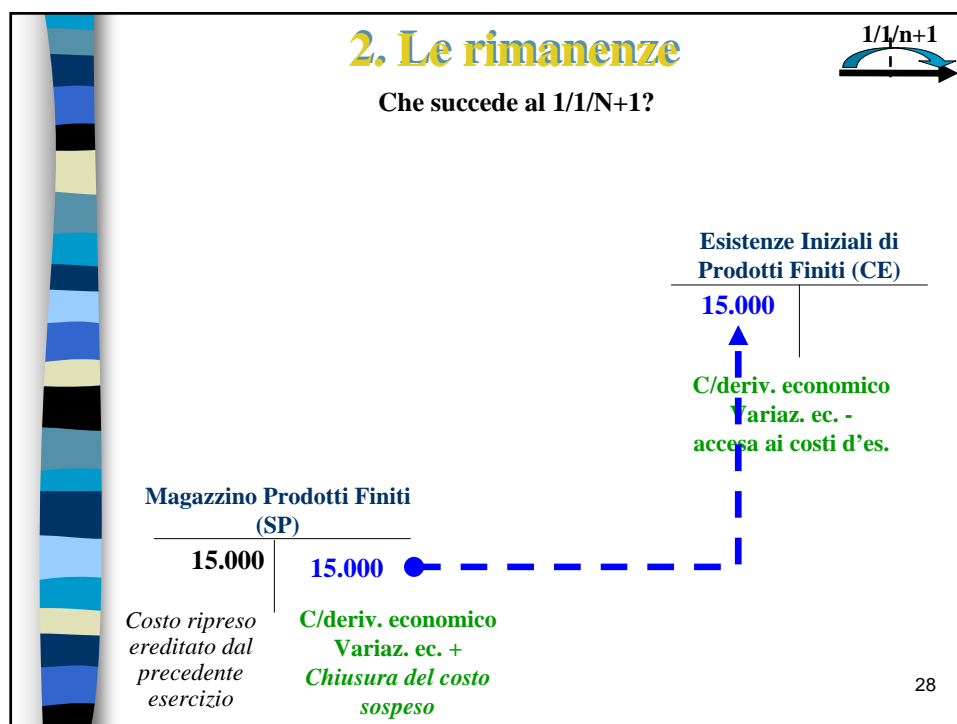 2. Le rimanenze
1/1/n+1
Che succede al 1/1/N+1?
Esistenze Iniziali di
Prodotti Finiti (CE)
15.000
C/deriv. economico
Variaz. ec. -
accesa ai costi d'es.
Magazzino Prodotti Finiti
(SP)
15.000
15.000
Costo ripreso
ereditato dal
precedente
esercizio
C/deriv. economico
Variaz. ec. +
Chiusura del costo
sospeso
28